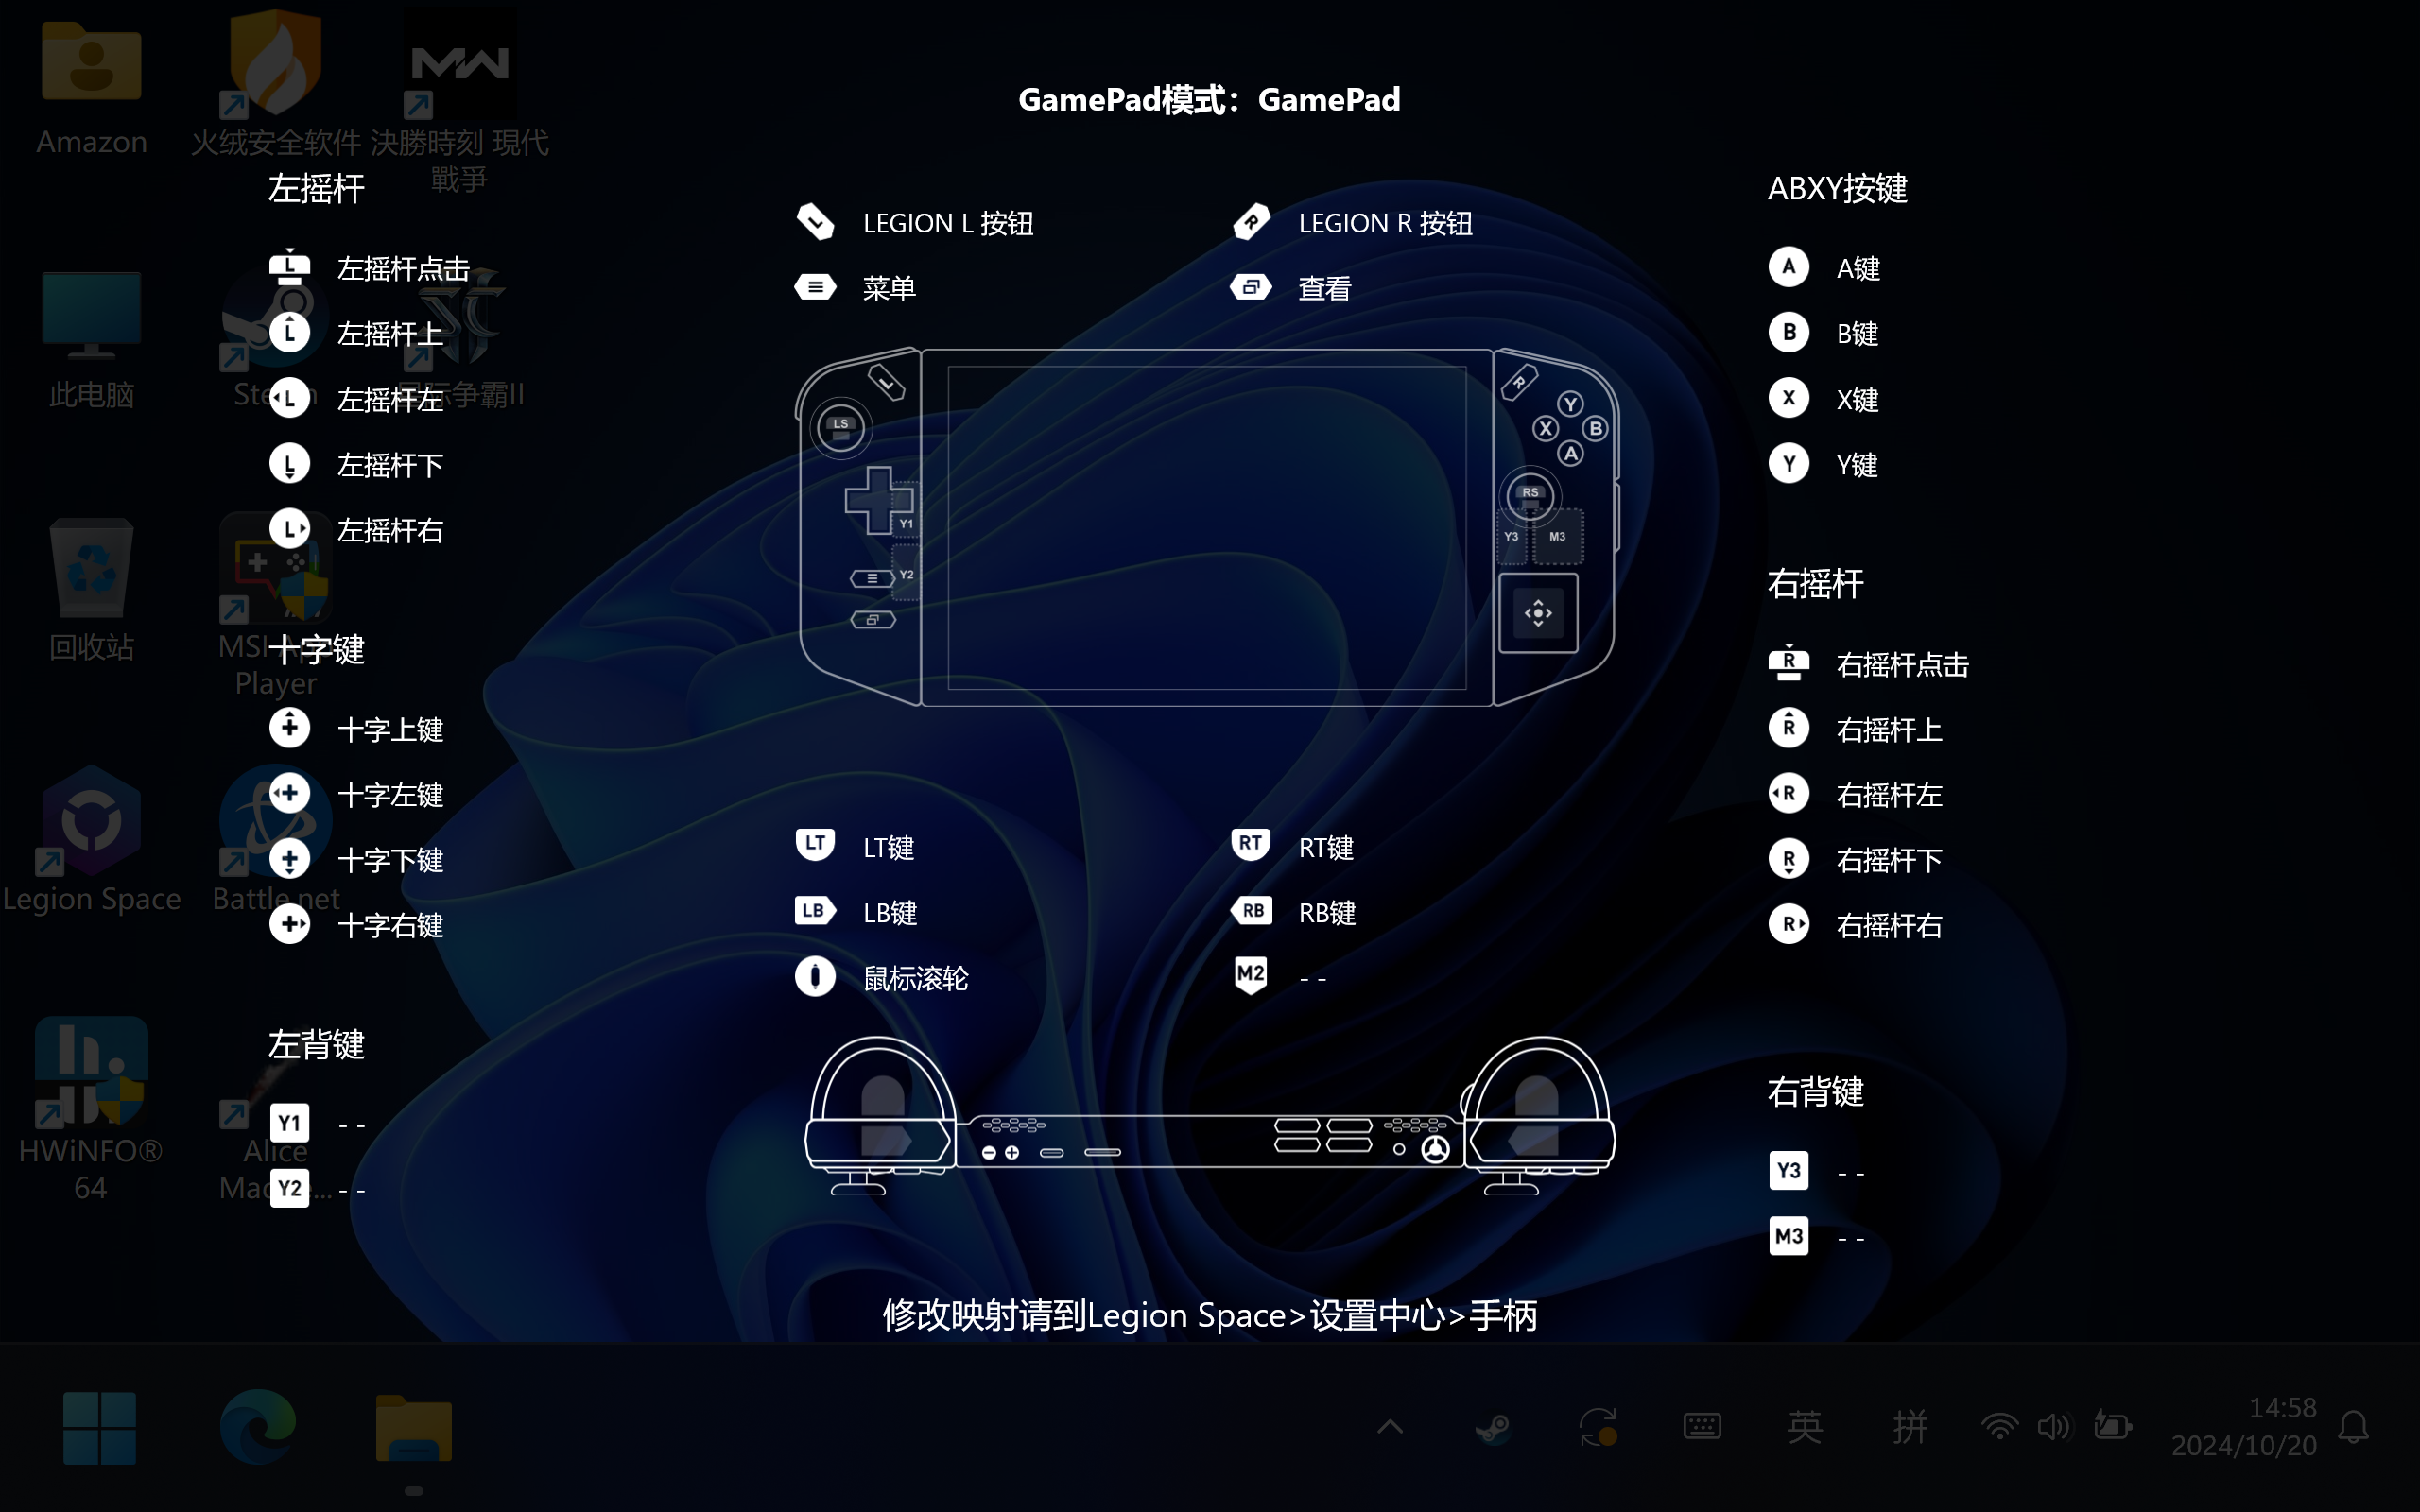 Amazon
火绒安全软件
決勝時刻 現代
戰爭
此电脑
回收站
MSI App
Player
Legion Space
Battle.net
HWiNFO®
64
Alice
GamePad模式：GamePad
左摇杆
L
左摇杆点击
L
左摇杆上
L
左摇杆左
L
左摇杆下
L
左摇杆右
十字键
十字上键
十字左键
十字下键
十字右键
左背键
Y1 --
Y2 --
L LEGION L 按钮
R LEGION R 按钮
菜单
查看
L
LS
Y1
Y2
R
Y
X
B
A
RS
Y3
M3
LT LT键
RT RT键
LB LB键
RB RB键
鼠标滚轮
M2 --
ABXY按键
A A键
B B键
X X键
Y Y键
右摇杆
R 右摇杆点击
R 右摇杆上
R 右摇杆左
R 右摇杆下
R 右摇杆右
右背键
Y3 --
M3 --
修改映射请到Legion Space>设置中心>手柄
英
拼
14:58
2024/10/20